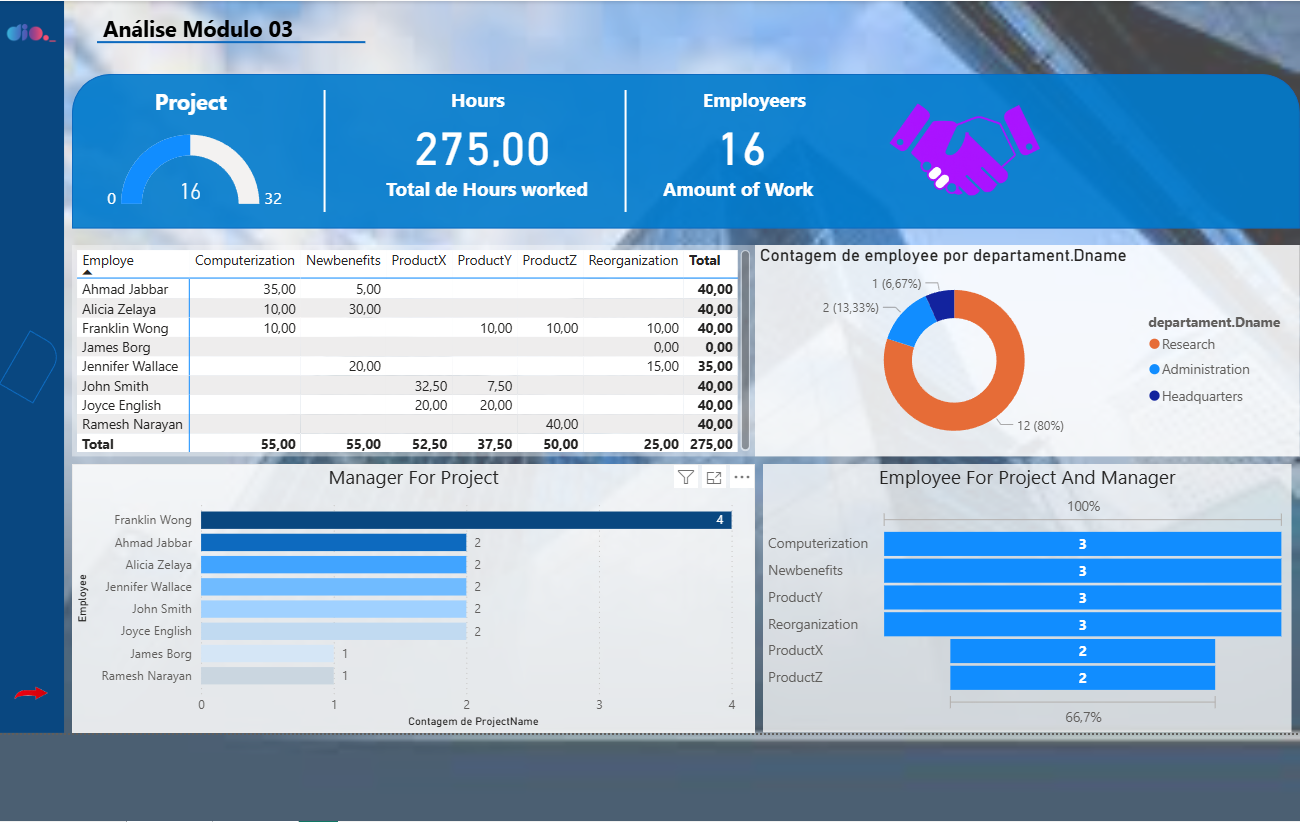 dio._
Análise Módulo 03
Project
16
0
32
Hours
275,00
Total de Hours worked
Employeers
16
Amount of Work
Employe Computerization Newbenefits ProductX ProductY ProductZ Reorganization Total
Ahmad Jabbar 35,00 5,00 40,00
Alicia Zelaya 10,00 30,00 40,00
Franklin Wong 10,00 10,00 10,00 10,00 40,00
James Borg 0,00 0,00
Jennifer Wallace 20,00 15,00 35,00
John Smith 32,50 7,50 40,00
Joyce English 20,00 20,00 40,00
Ramesh Narayan 40,00 40,00
Total 55,00 55,00 52,50 37,50 50,00 25,00 275,00
Contagem de employee por departament.Dname
1 (6,67%)
2 (13,33%)
12 (80%)
departament.Dname
Research
Administration
Headquarters
Manager For Project
Employee
Franklin Wong 4
Ahmad Jabbar 2
Alicia Zelaya 2
Jennifer Wallace 2
John Smith 2
Joyce English 2
James Borg 1
Ramesh Narayan 1
0 1 2 3 4
Contagem de ProjectName
Employee For Project And Manager
100%
Computerization 3
Newbenefits 3
ProductY 3
Reorganization 3
ProductX 2
ProductZ 2
66,7%